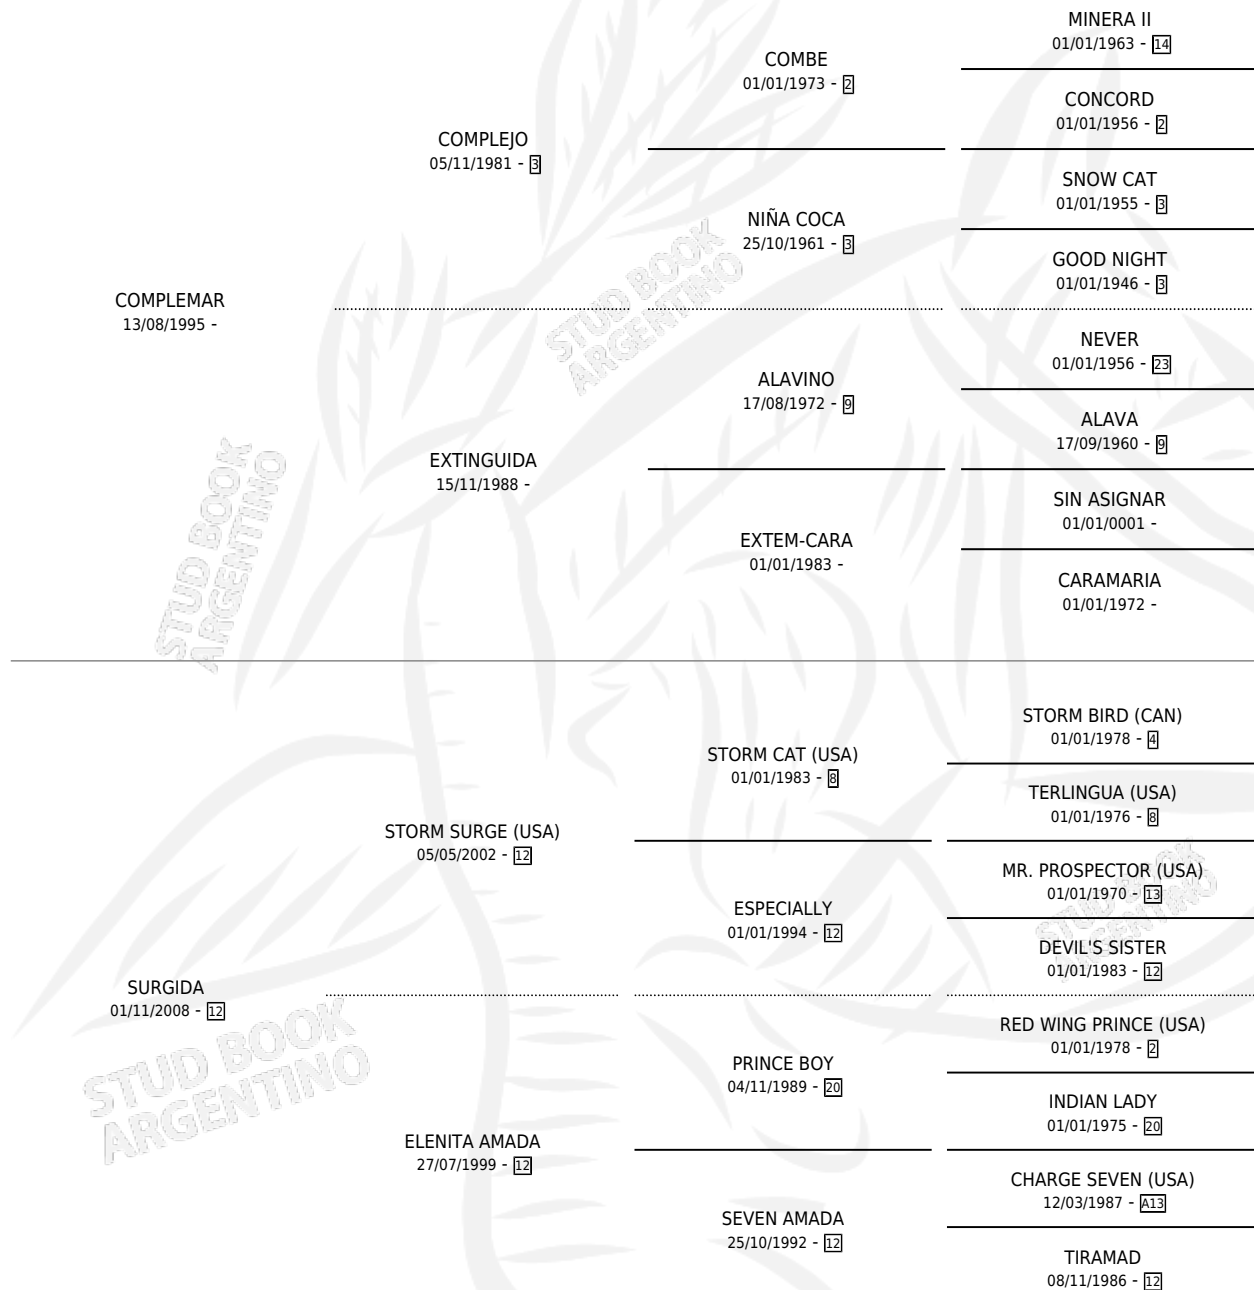 MINERA II
01/01/1963 - 14
COMBE
01/01/1973 - 2
CONCORD
01/01/1956 - 2
COMPLEJO
05/11/1981 - 3
SNOW CAT
01/01/1955 - 3
NIÑA COCA
25/10/1961 - 3
GOOD NIGHT
01/01/1946 - 3
COMPLEMAR
13/08/1995 -
NEVER
01/01/1956 - 23
ALAVINO
17/08/1972 - 9
ALAVA
17/09/1960 - 9
EXTINGUIDA
15/11/1988 -
SIN ASIGNAR
01/01/0001 -
EXTEM-CARA
01/01/1983 -
CARAMARIA
01/01/1972 -
STORM BIRD (CAN)
01/01/1978 - 4
STORM CAT (USA)
01/01/1983 - 8
TERLINGUA (USA)
01/01/1976 - 8
STORM SURGE (USA)
05/05/2002 - 12
MR. PROSPECTOR (USA)
01/01/1970 - 13
ESPECIALLY
01/01/1994 - 12
DEVIL'S SISTER
01/01/1983 - 12
SURGIDA
01/11/2008 - 12
RED WING PRINCE (USA)
01/01/1978 - 2
PRINCE BOY
04/11/1989 - 20
INDIAN LADY
01/01/1975 - 20
ELENITA AMADA
27/07/1999 - 12
CHARGE SEVEN (USA)
12/03/1987 - A13
SEVEN AMADA
25/10/1992 - 12
TIRAMAD
08/11/1986 - 12
STUD BOOK
ARGENTINO
STUD BOOK
ARGENTINO
STUD BOOK
ARGENTINO
STUD BOOK
ARGENTINO